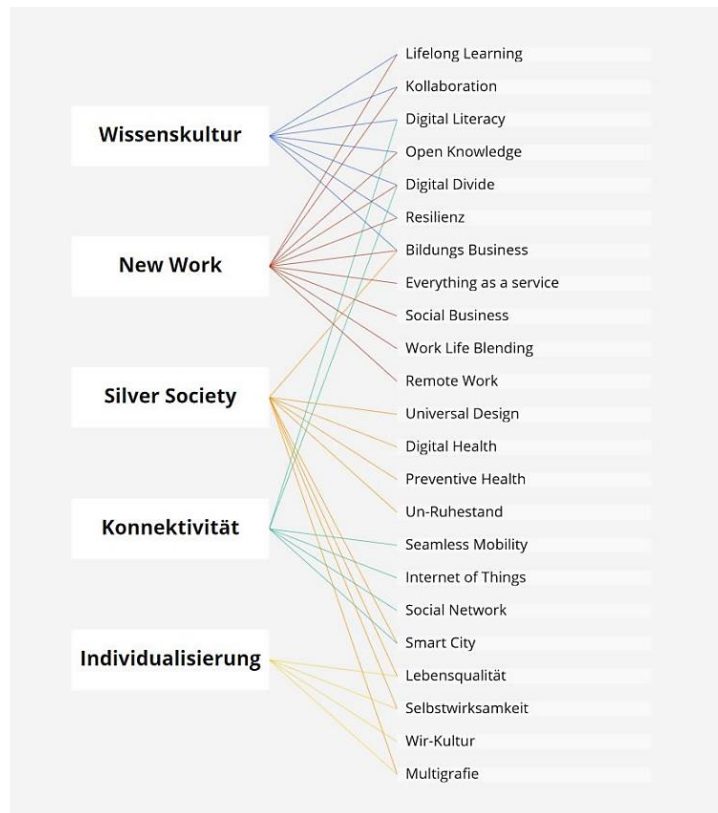 Wissenskultur
New Work
Silver Society
Konnektivität
Individualisierung
Lifelong Learning
Kollaboration
Digital Literacy
Open Knowledge
Digital Divide
Resilienz
Bildungs Business
Everything as a service
Social Business
Work Life Blending
Remote Work
Universal Design
Digital Health
Preventive Health
Un-Ruhestand
Seamless Mobility
Internet of Things
Social Network
Smart City
Lebensqualität
Selbstwirksamkeit
Wir-Kultur
Multigrafie